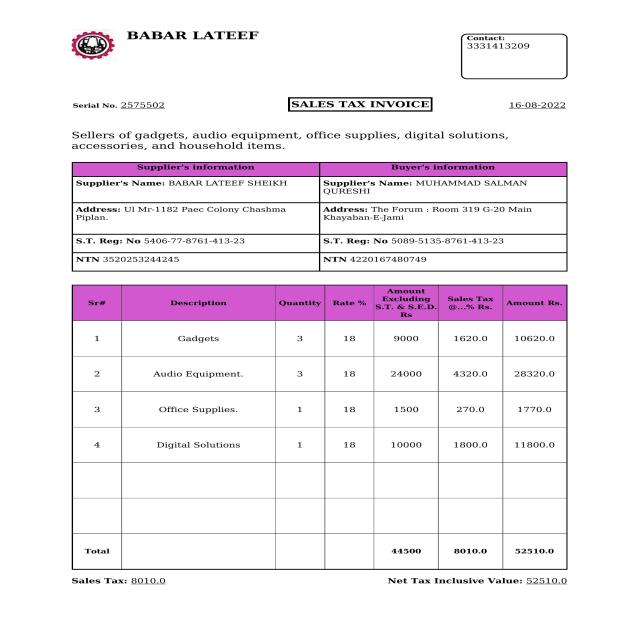 BABAR LATEEF
Contact:
3331413209
Serial No. 2575502
SALES TAX INVOICE
16-08-2022
Sellers of gadgets, audio equipment, office supplies, digital solutions,
accessories, and household items.
Supplier's information Buyer's information
Supplier's Name: BABAR LATEEF SHEIKH
Supplier's Name: MUHAMMAD SALMAN
QURESHI
Address: Ul Mr-1182 Paec Colony Chashma
Piplan.
Address: The Forum : Room 319 G-20 Main
Khayaban-E-Jami
S.T. Reg: No 5406-77-8761-413-23
S.T. Reg: No 5089-5135-8761-413-23
NTN 3520253244245
NTN 4220167480749
Sr# Description Quantity Rate % Amount Excluding S.T. & S.E.D. Rs Sales Tax @...% Rs. Amount Rs.
1 Gadgets 3 18 9000 1620.0 10620.0
2 Audio Equipment. 3 18 24000 4320.0 28320.0
3 Office Supplies. 1 18 1500 270.0 1770.0
4 Digital Solutions 1 18 10000 1800.0 11800.0
Total 44500 8010.0 52510.0
Sales Tax: 8010.0 Net Tax Inclusive Value: 52510.0